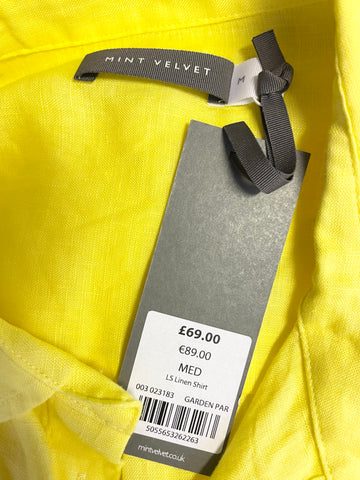 MINT VELVET
M
£69.00
€89.00
MED
LS Linen Shirt
003 023183 GARDEN PAR
5055653262263
mintvelvet.co.uk